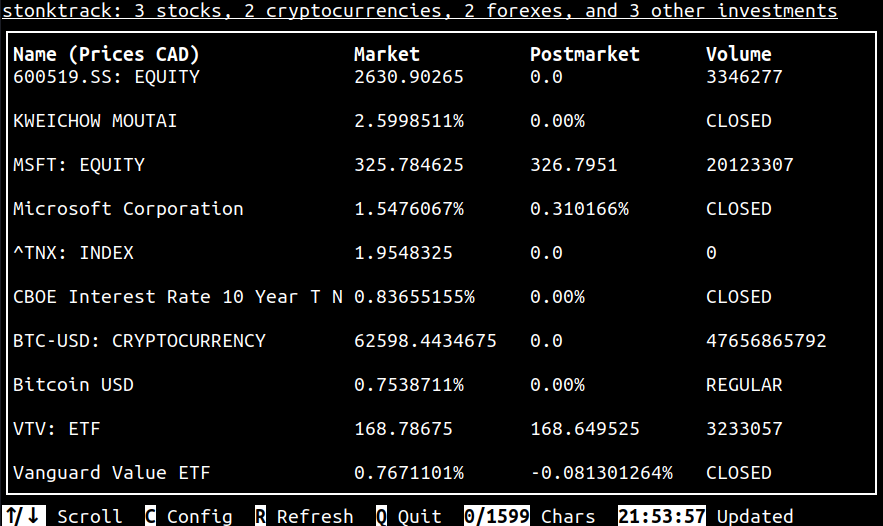 stonktrack: 3 stocks, 2 cryptocurrencies, 2 forexes, and 3 other investments
Name (Prices CAD) Market Postmarket Volume
600519.SS: EQUITY 2630.90265 0.0 3346277
KWEICHOW MOUTAI 2.5998511% 0.00% CLOSED
MSFT: EQUITY 325.784625 326.7951 20123307
Microsoft Corporation 1.5476067% 0.310166% CLOSED
^TNX: INDEX 1.9548325 0.0 0
CBOE Interest Rate 10 Year T N 0.83655155% 0.00% CLOSED
BTC-USD: CRYPTOCURRENCY 62598.4434675 0.0 47656865792
Bitcoin USD 0.7538711% 0.00% REGULAR
VTV: ETF 168.78675 168.649525 3233057
Vanguard Value ETF 0.7671101% -0.081301264% CLOSED
↑/↓ Scroll C Config R Refresh Q Quit 0/1599 Chars 21:53:57 Updated